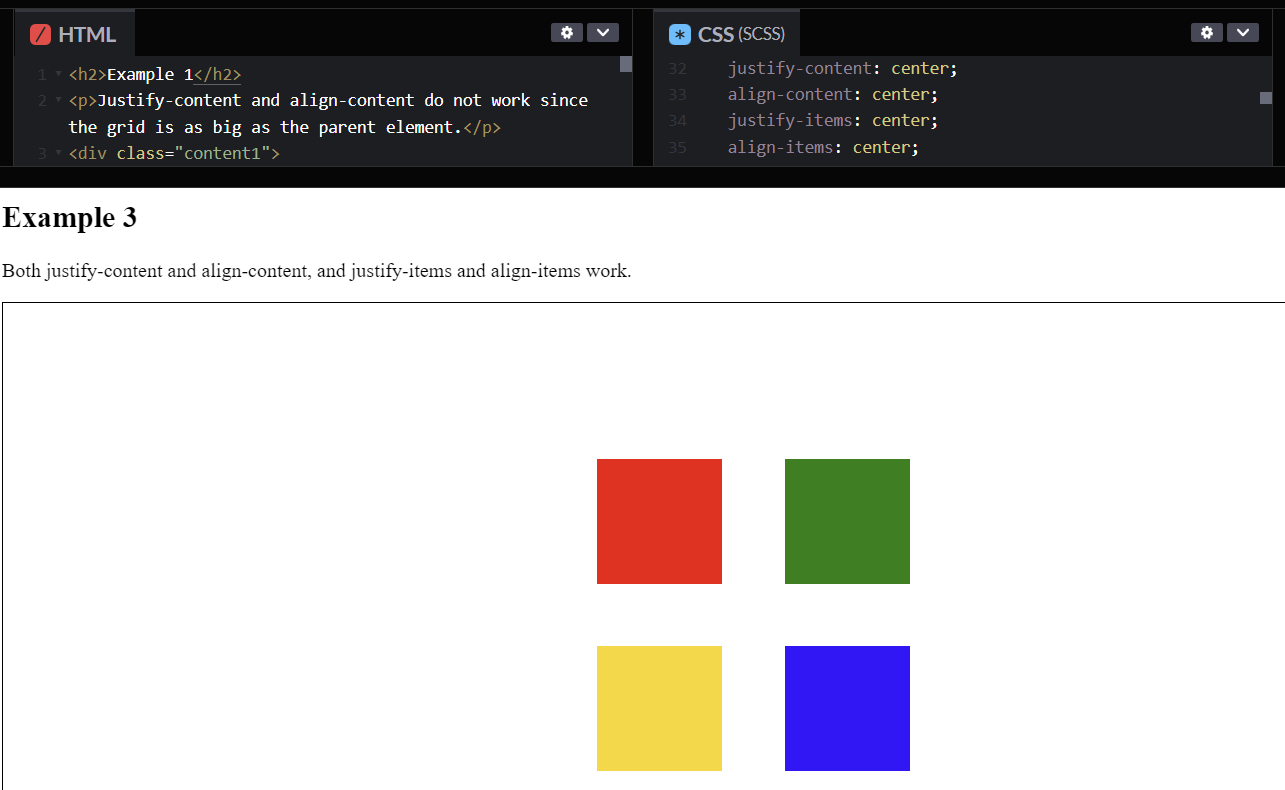 HTML
1 <h2>Example 1</h2>
2 <p>Justify-content and align-content do not work since
the grid is as big as the parent element.</p>
3 <div class="content1">
CSS (SCSS)
32 justify-content: center;
33 align-content: center;
34 justify-items: center;
35 align-items: center;
Example 3
Both justify-content and align-content, and justify-items and align-items work.